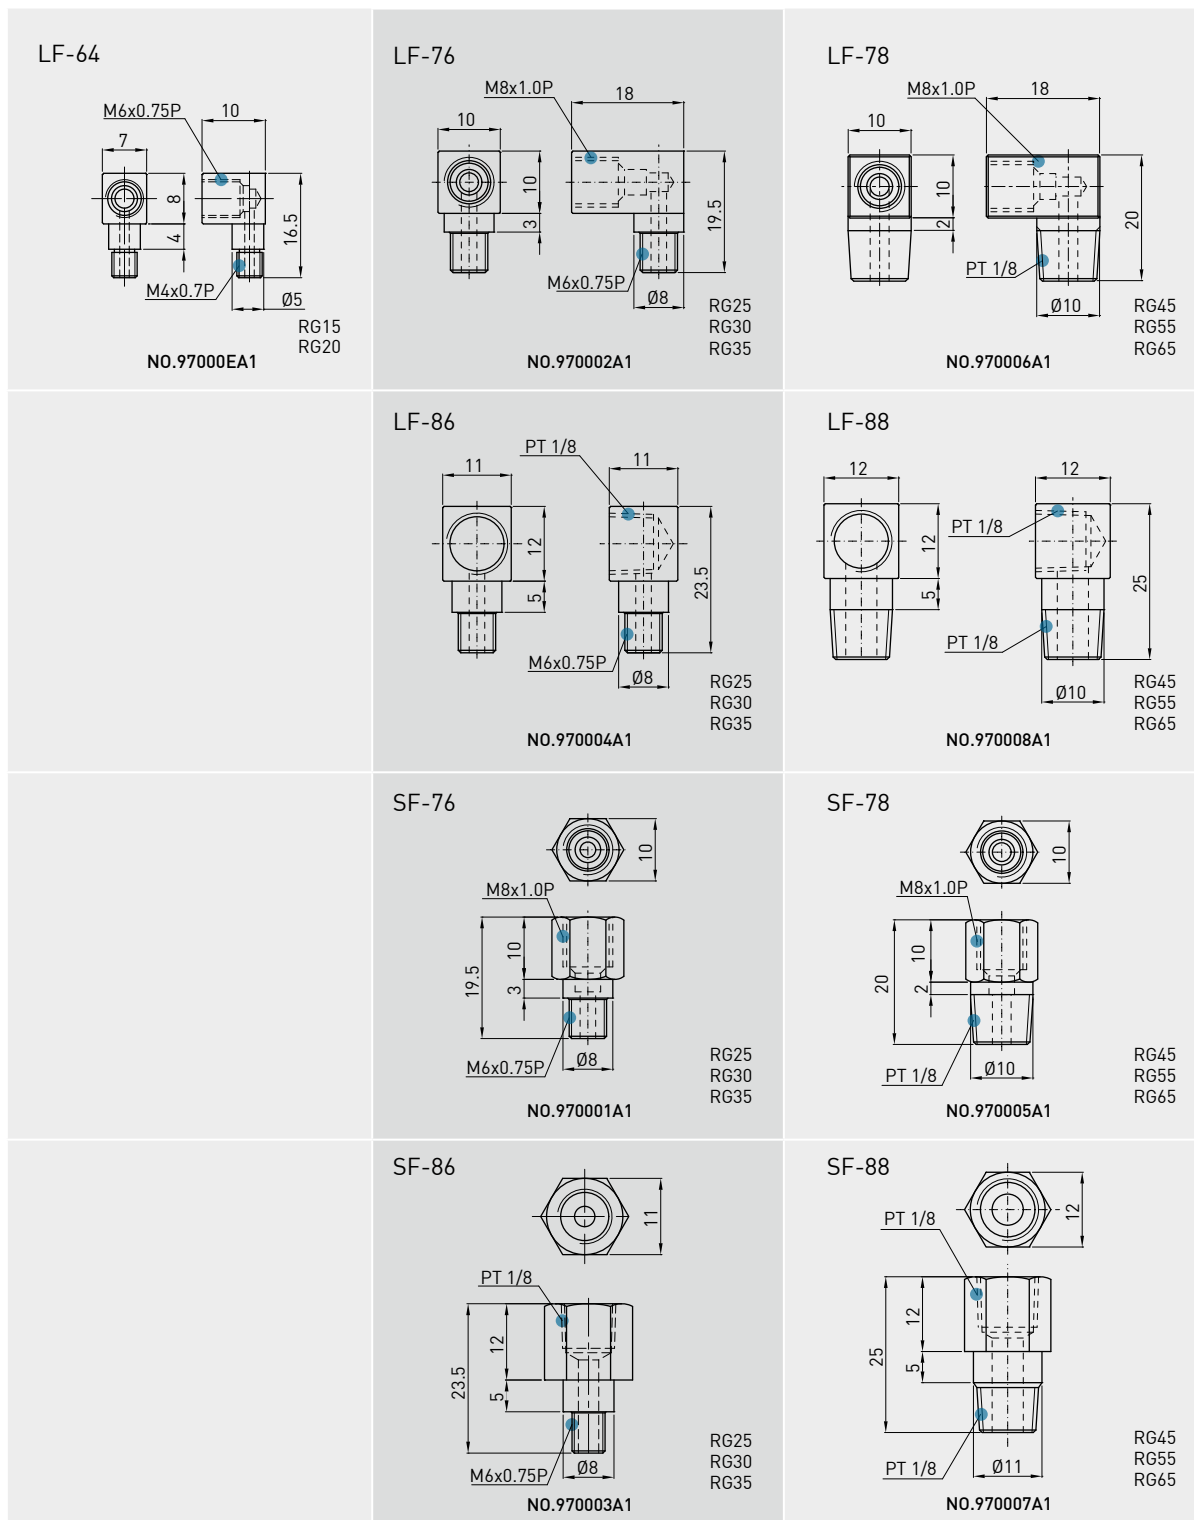 LF-64
M6x0.75P
10
7
8
4
16.5
M4x0.7P
Ø5
RG15
RG20
NO.97000EA1
LF-76
M8x1.0P
18
10
10
3
19.5
M6x0.75P
Ø8
RG25
RG30
RG35
NO.970002A1
LF-78
M8x1.0P
18
10
10
2
20
PT 1/8
Ø10
RG45
RG55
RG65
NO.970006A1
LF-86
PT 1/8
11
11
12
5
23.5
M6x0.75P
Ø8
RG25
RG30
RG35
NO.970004A1
LF-88
12
12
PT 1/8
12
5
25
PT 1/8
Ø10
RG45
RG55
RG65
NO.970008A1
SF-76
10
M8x1.0P
10
19.5
3
M6x0.75P
Ø8
RG25
RG30
RG35
NO.970001A1
SF-78
10
M8x1.0P
10
20
2
PT 1/8
Ø10
RG45
RG55
RG65
NO.970005A1
SF-86
11
PT 1/8
12
23.5
5
M6x0.75P
Ø8
RG25
RG30
RG35
NO.970003A1
SF-88
PT 1/8
12
12
25
5
PT 1/8
Ø11
RG45
RG55
RG65
NO.970007A1